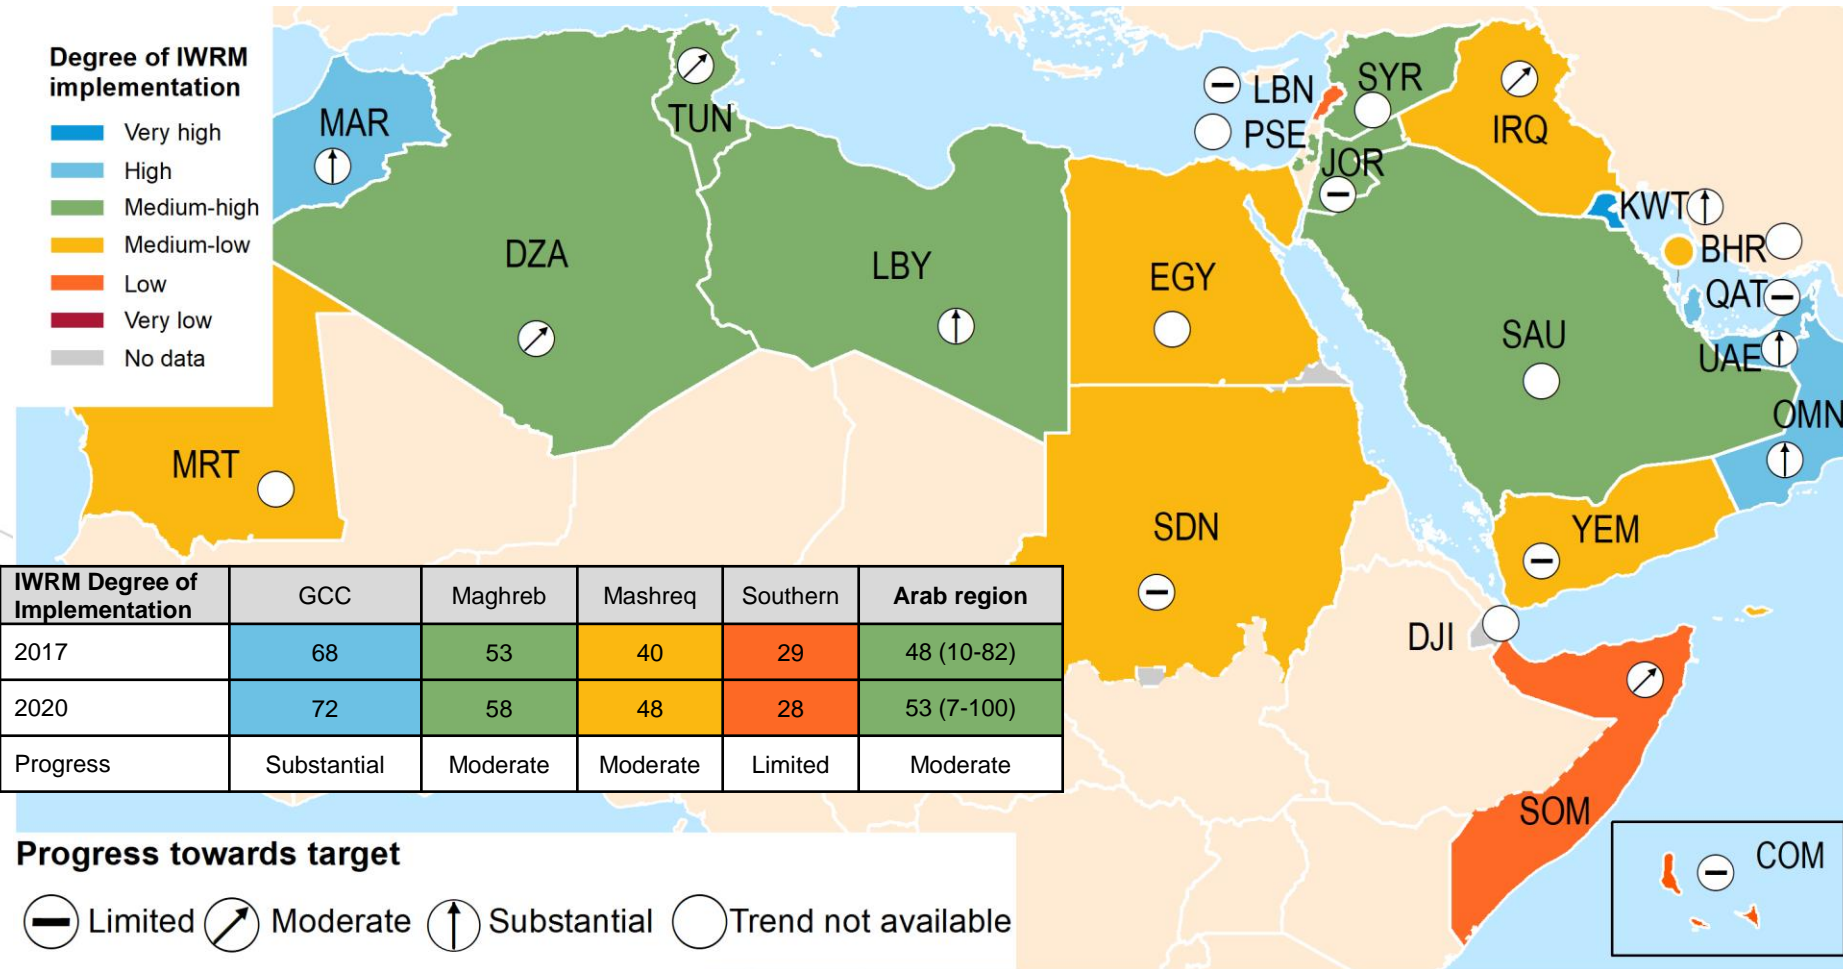 Degree of IWRM
implementation
Very high
High
Medium-high
Medium-low
Low
Very low
No data
MAR
TUN
DZA
LBY
LBN
PSE
SYR
JOR
IRQ
KWT
BHR
QAT
UAE
OMN
EGY
SAU
MRT
SDN
YEM
DJI
SOM
COM
IWRM Degree of Implementation GCC Maghreb Mashreq Southern Arab region
2017 68 53 40 29 48 (10-82)
2020 72 58 48 28 53 (7-100)
Progress Substantial Moderate Moderate Limited Moderate
Progress towards target
Limited Moderate Substantial Trend not available